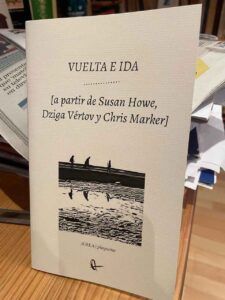 VUELTA E IDA
[a partir de Susan Howe,
Dziga Vértov y Chris Marker]